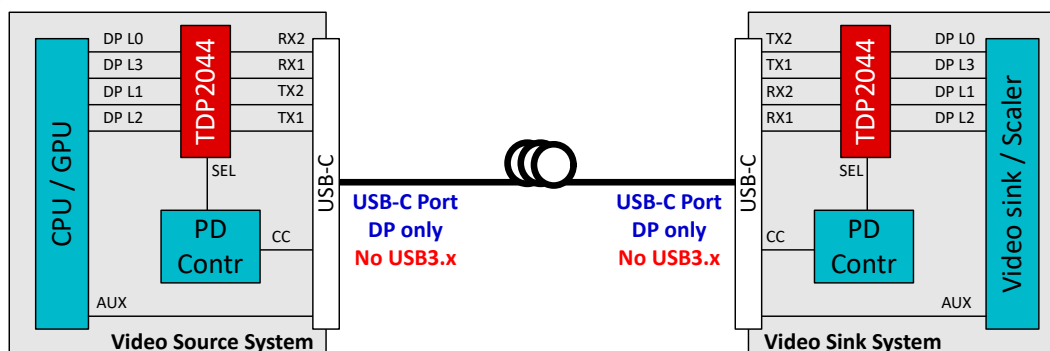 DP L0
DP L3
DP L1
DP L2
CPU / GPU
TDP2044
RX2
RX1
TX2
TX1
SEL
PD
Contr
CC
AUX
USB-C
Video Source System
USB-C Port
DP only
No USB3.x
USB-C Port
DP only
No USB3.x
USB-C
TX2
TX1
RX2
RX1
TDP2044
DP L0
DP L3
DP L1
DP L2
SEL
CC
PD
Contr
AUX
Video sink / Scaler
Video Sink System